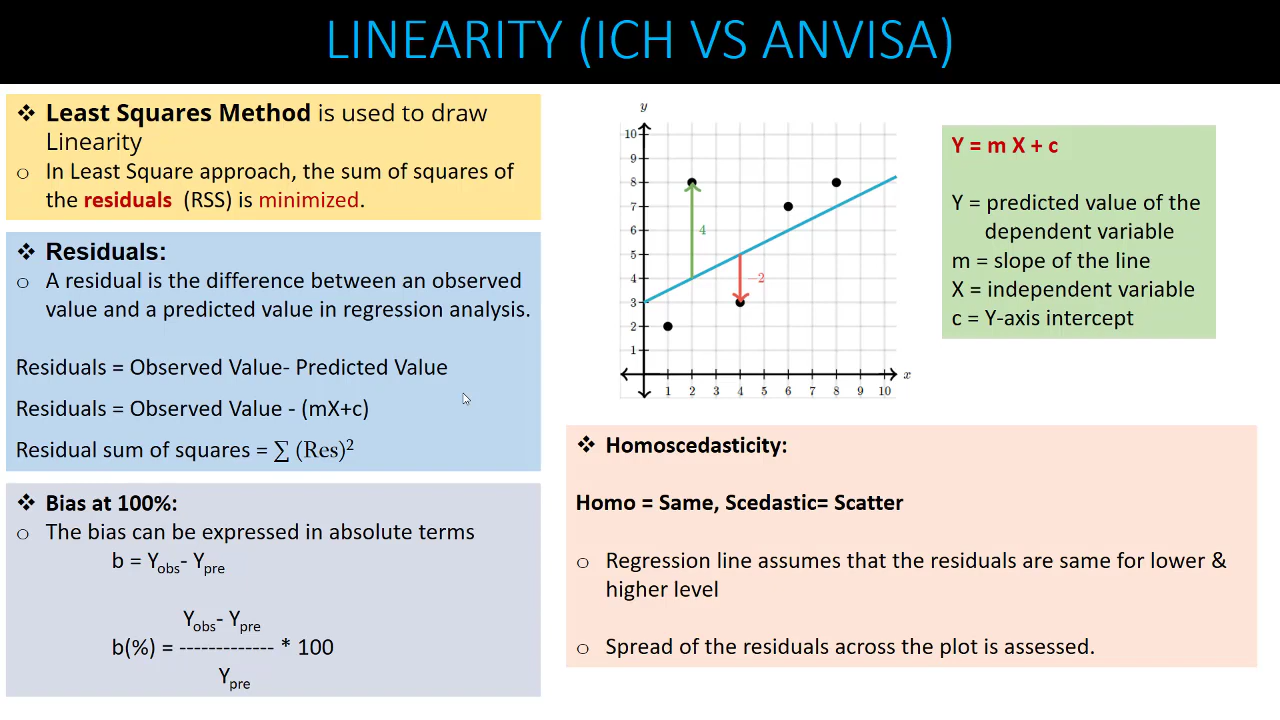 LINEARITY (ICH VS ANVISA)
❖ Least Squares Method is used to draw
Linearity
o In Least Square approach, the sum of squares of
the residuals (RSS) is minimized.
❖ Residuals:
o A residual is the difference between an observed
value and a predicted value in regression analysis.
Residuals = Observed Value- Predicted Value
Residuals = Observed Value - (mX+c)
Residual sum of squares = ∑ (Res)²
❖ Bias at 100%:
o The bias can be expressed in absolute terms
b = Yobs- Ypre
Yobs- Ypre
b(%) = ------------- * 100
Ypre
y
10
9
8
7
6
5
4
3
2
1
4
−2
1 2 3 4 5 6 7 8 9 10
x
Y = m X + c
Y = predicted value of the
dependent variable
m = slope of the line
X = independent variable
c = Y-axis intercept
❖ Homoscedasticity:
Homo = Same, Scedastic= Scatter
o Regression line assumes that the residuals are same for lower &
higher level
o Spread of the residuals across the plot is assessed.